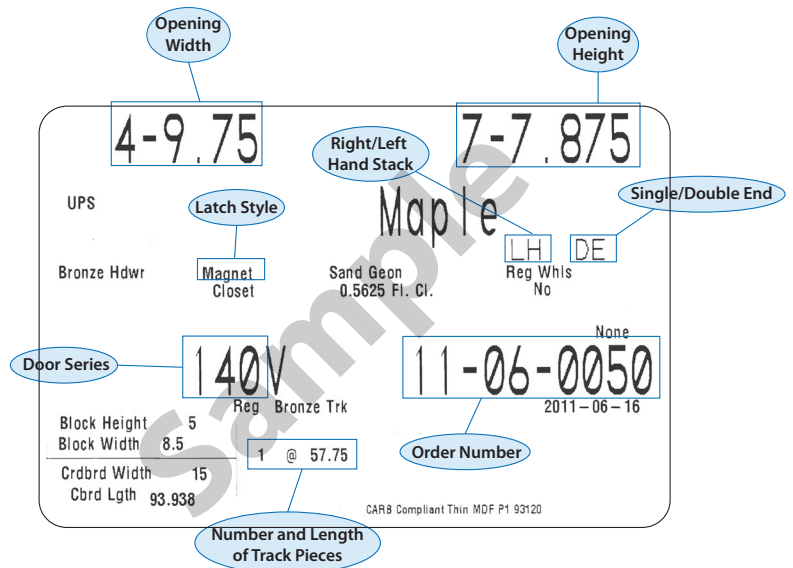 Opening
Width
Opening
Height
4-9.75
7-7.875
Right/Left
Hand Stack
UPS
Latch Style
Maple
Single/Double End
LH DE
Bronze Hdwr
Magnet
Closet
Sand Geon
0.5625 Fl. Cl.
Reg Whls
No
None
Door Series
140V
11-06-0050
Reg Bronze Trk
2011-06-16
Block Height 5
Block Width 8.5
1 @ 57.75
Order Number
Crdbrd Width 15
Cbrd Lgth 93.938
CARB Compliant Thin MDF P1 93120
Number and Length
of Track Pieces
Sample